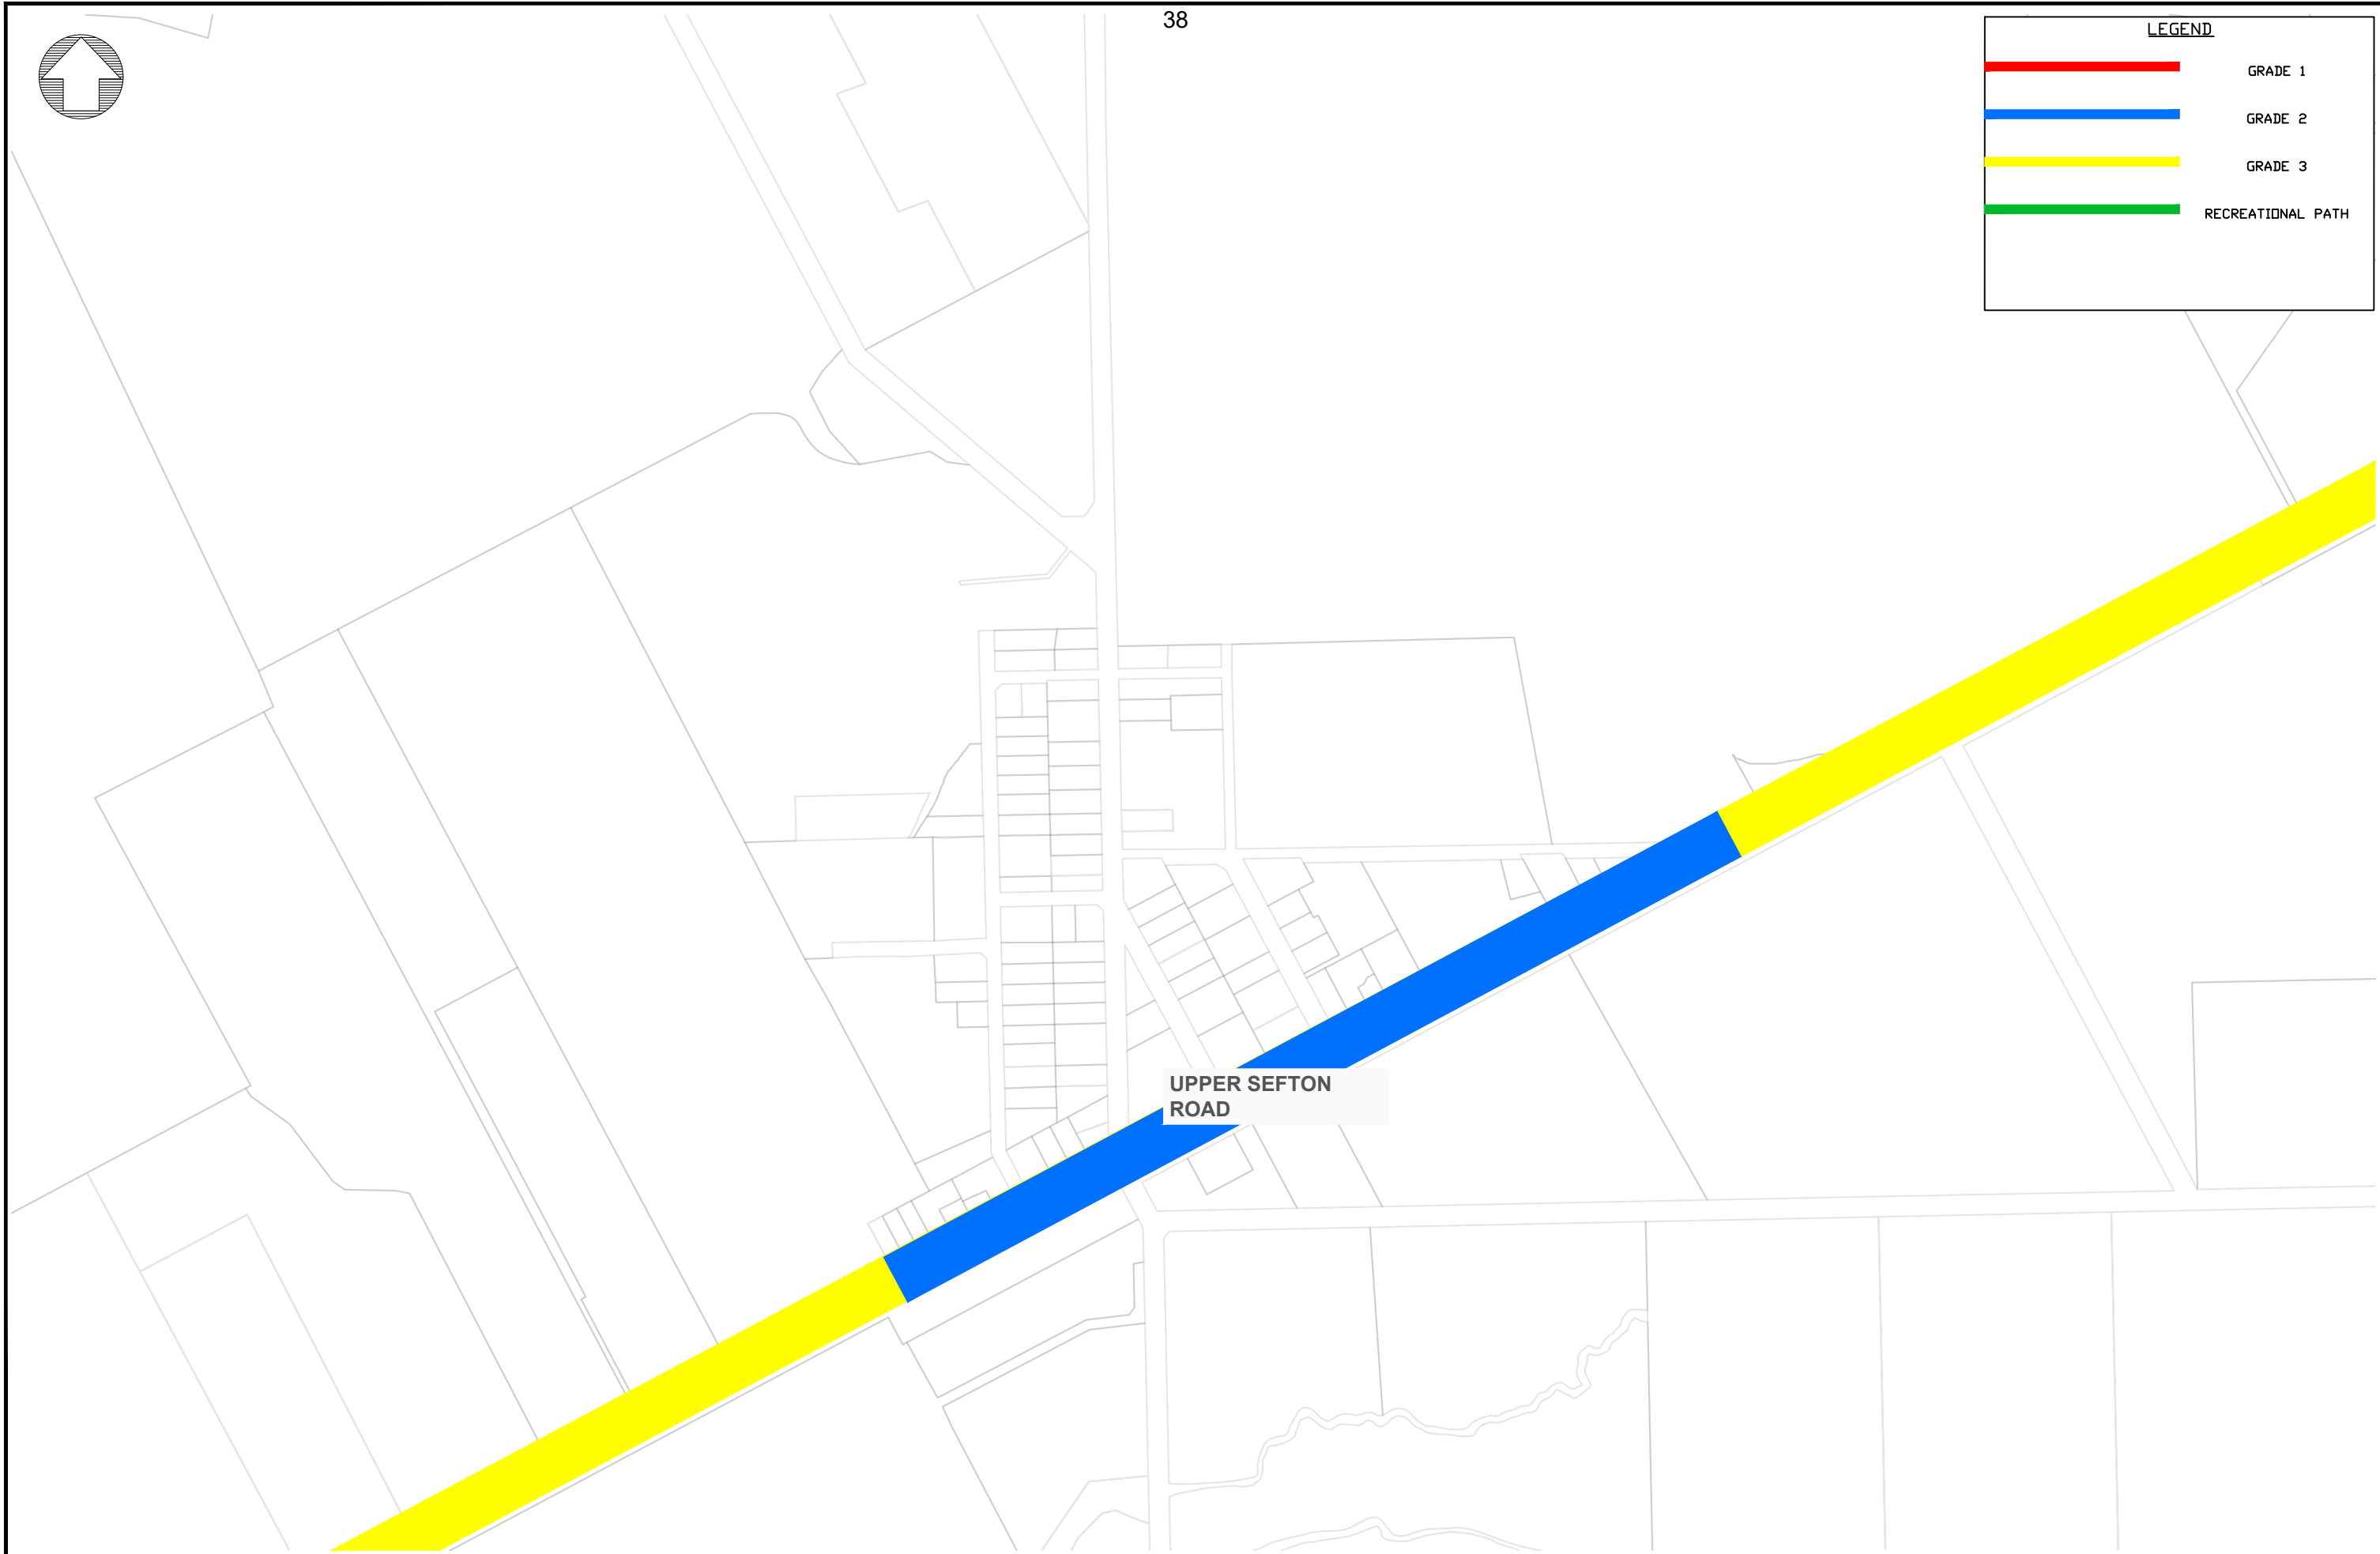 38
LEGEND
GRADE 1
GRADE 2
GRADE 3
RECREATIONAL PATH
UPPER SEFTON
ROAD